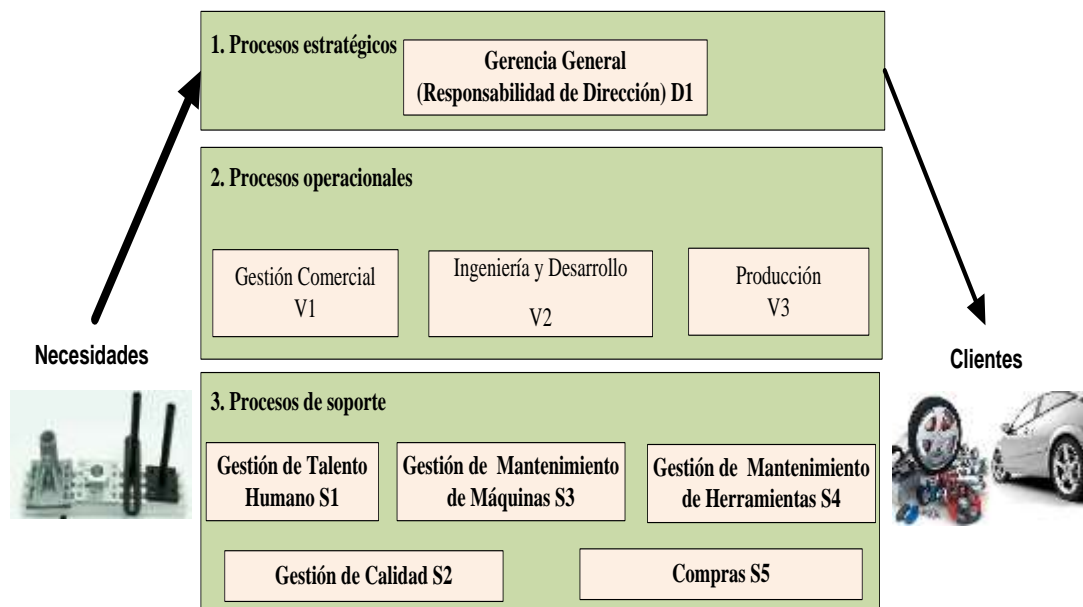 1. Procesos estratégicos
Gerencia General
(Responsabilidad de Dirección) D1
2. Procesos operacionales
Gestión Comercial
V1
Ingeniería y Desarrollo
V2
Producción
V3
Necesidades
Clientes
3. Procesos de soporte
Gestión de Talento
Humano S1
Gestión de Mantenimiento
de Máquinas S3
Gestión de Mantenimiento
de Herramientas S4
Gestión de Calidad S2
Compras S5